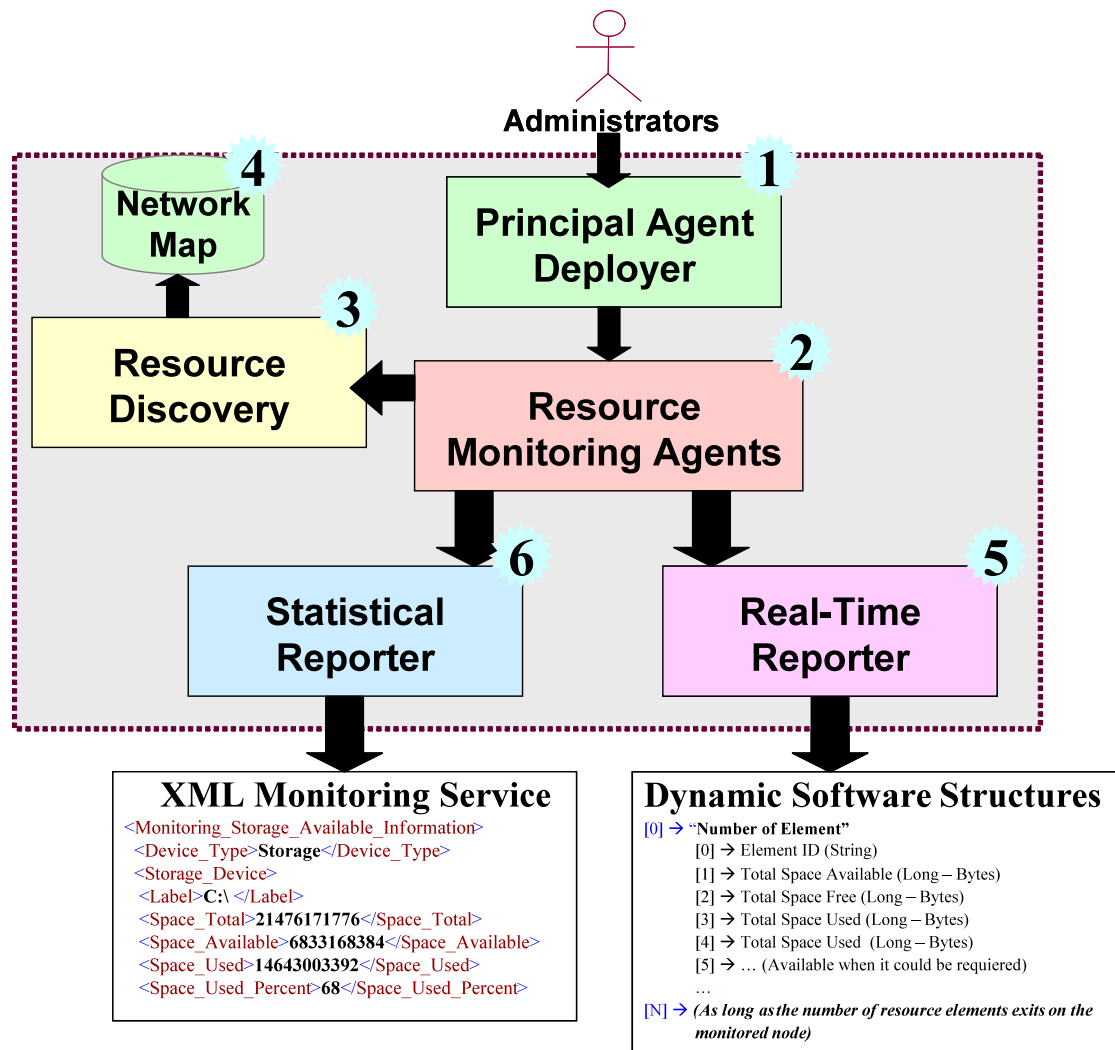 Administrators
1
Principal Agent
Deployer
4
Network
Map
3
Resource
Discovery
2
Resource
Monitoring Agents
6
Statistical
Reporter
5
Real-Time
Reporter
XML Monitoring Service
<Monitoring_Storage_Available_Information>
<Device_Type>Storage</Device_Type>
<Storage_Device>
<Label>C:\ </Label>
<Space_Total>21476171776</Space_Total>
<Space_Available>6833168384</Space_Available>
<Space_Used>14643003392</Space_Used>
<Space_Used_Percent>68</Space_Used_Percent>
Dynamic Software Structures
[0] → “Number of Element”
[0] → Element ID (String)
[1] → Total Space Available (Long – Bytes)
[2] → Total Space Free (Long – Bytes)
[3] → Total Space Used (Long – Bytes)
[4] → Total Space Used (Long – Bytes)
[5] → … (Available when it could be requiered)
…
[N] → (As long as the number of resource elements exits on the
monitored node)